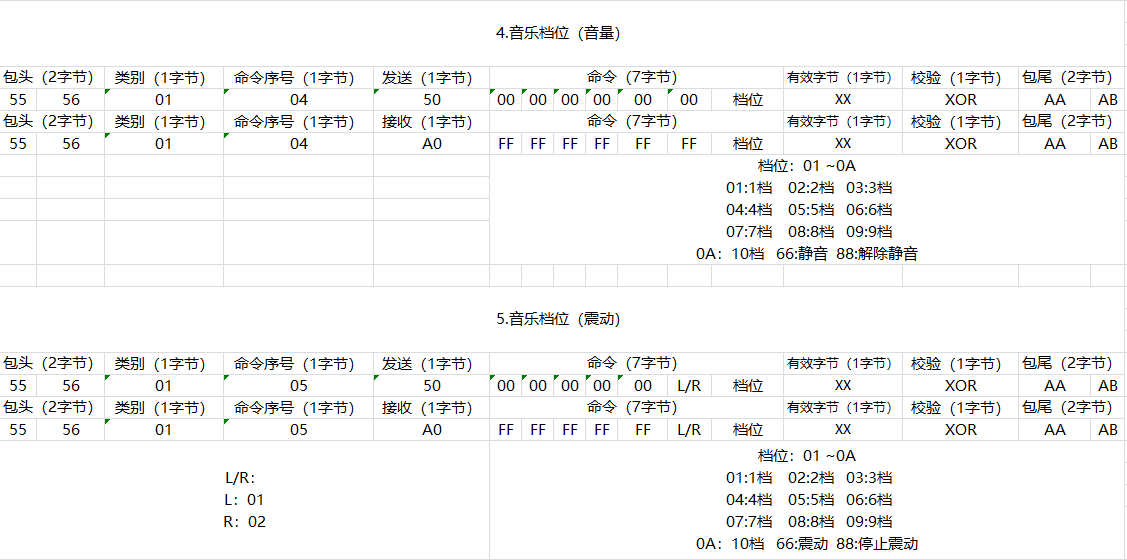 4.音乐档位（音量）
包头（2字节） 类别（1字节） 命令序号（1字节） 发送（1字节） 命令（7字节） 有效字节（1字节） 校验（1字节） 包尾（2字节）
55 56 01 04 50 00 00 00 00 00 00 档位 XX XOR AA AB
包头（2字节） 类别（1字节） 命令序号（1字节） 接收（1字节） 命令（7字节） 有效字节（1字节） 校验（1字节） 包尾（2字节）
55 56 01 04 A0 FF FF FF FF FF FF 档位 XX XOR AA AB
档位：01 ~0A
01:1档 02:2档 03:3档
04:4档 05:5档 06:6档
07:7档 08:8档 09:9档
0A：10档 66:静音 88:解除静音
5.音乐档位（震动）
包头（2字节） 类别（1字节） 命令序号（1字节） 发送（1字节） 命令（7字节） 有效字节（1字节） 校验（1字节） 包尾（2字节）
55 56 01 05 50 00 00 00 00 00 L/R 档位 XX XOR AA AB
包头（2字节） 类别（1字节） 命令序号（1字节） 接收（1字节） 命令（7字节） 有效字节（1字节） 校验（1字节） 包尾（2字节）
55 56 01 05 A0 FF FF FF FF FF L/R 档位 XX XOR AA AB
L/R：
L：01
R：02
档位：01 ~0A
01:1档 02:2档 03:3档
04:4档 05:5档 06:6档
07:7档 08:8档 09:9档
0A：10档 66:震动 88:停止震动